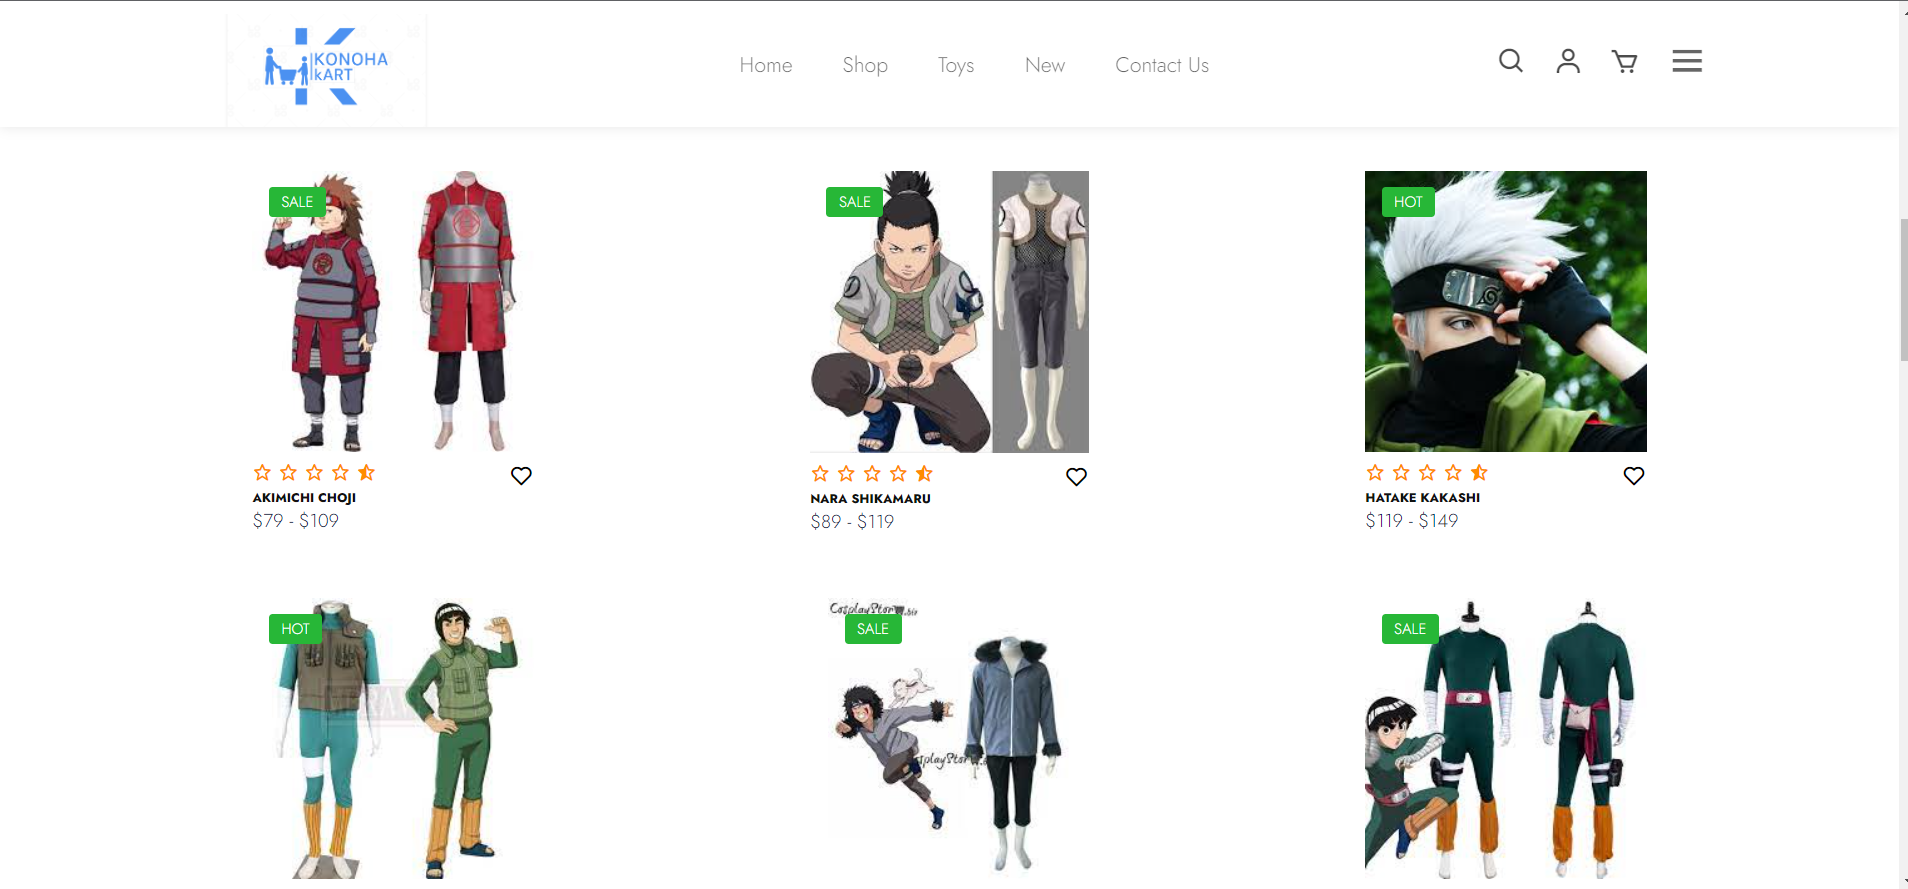 KONOHA
kART
Home
Shop
Toys
New
Contact Us
SALE
SALE
HOT
AKIMICHI CHOJI
$79 - $109
NARA SHIKAMARU
$89 - $119
HATAKE KAKASHI
$119 - $149
HOT
CosplayStor
SALE
SALE